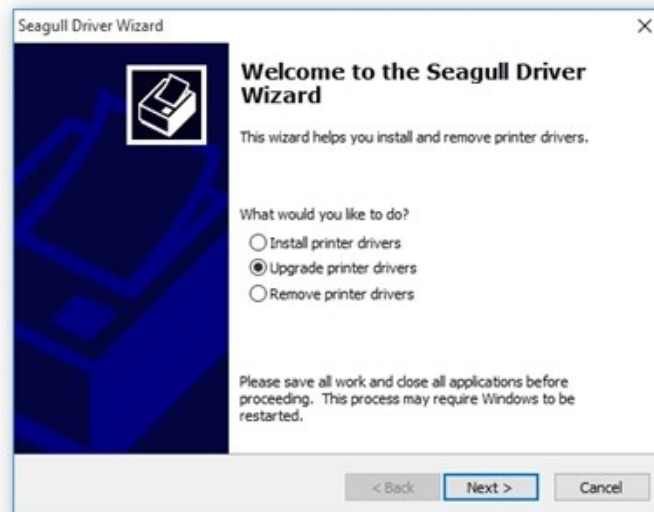 Seagull Driver Wizard
Welcome to the Seagull Driver
Wizard
This wizard helps you install and remove printer drivers.
What would you like to do?
Install printer drivers
Upgrade printer drivers
Remove printer drivers
Please save all work and close all applications before
proceeding. This process may require Windows to be
restarted.
< Back Next > Cancel